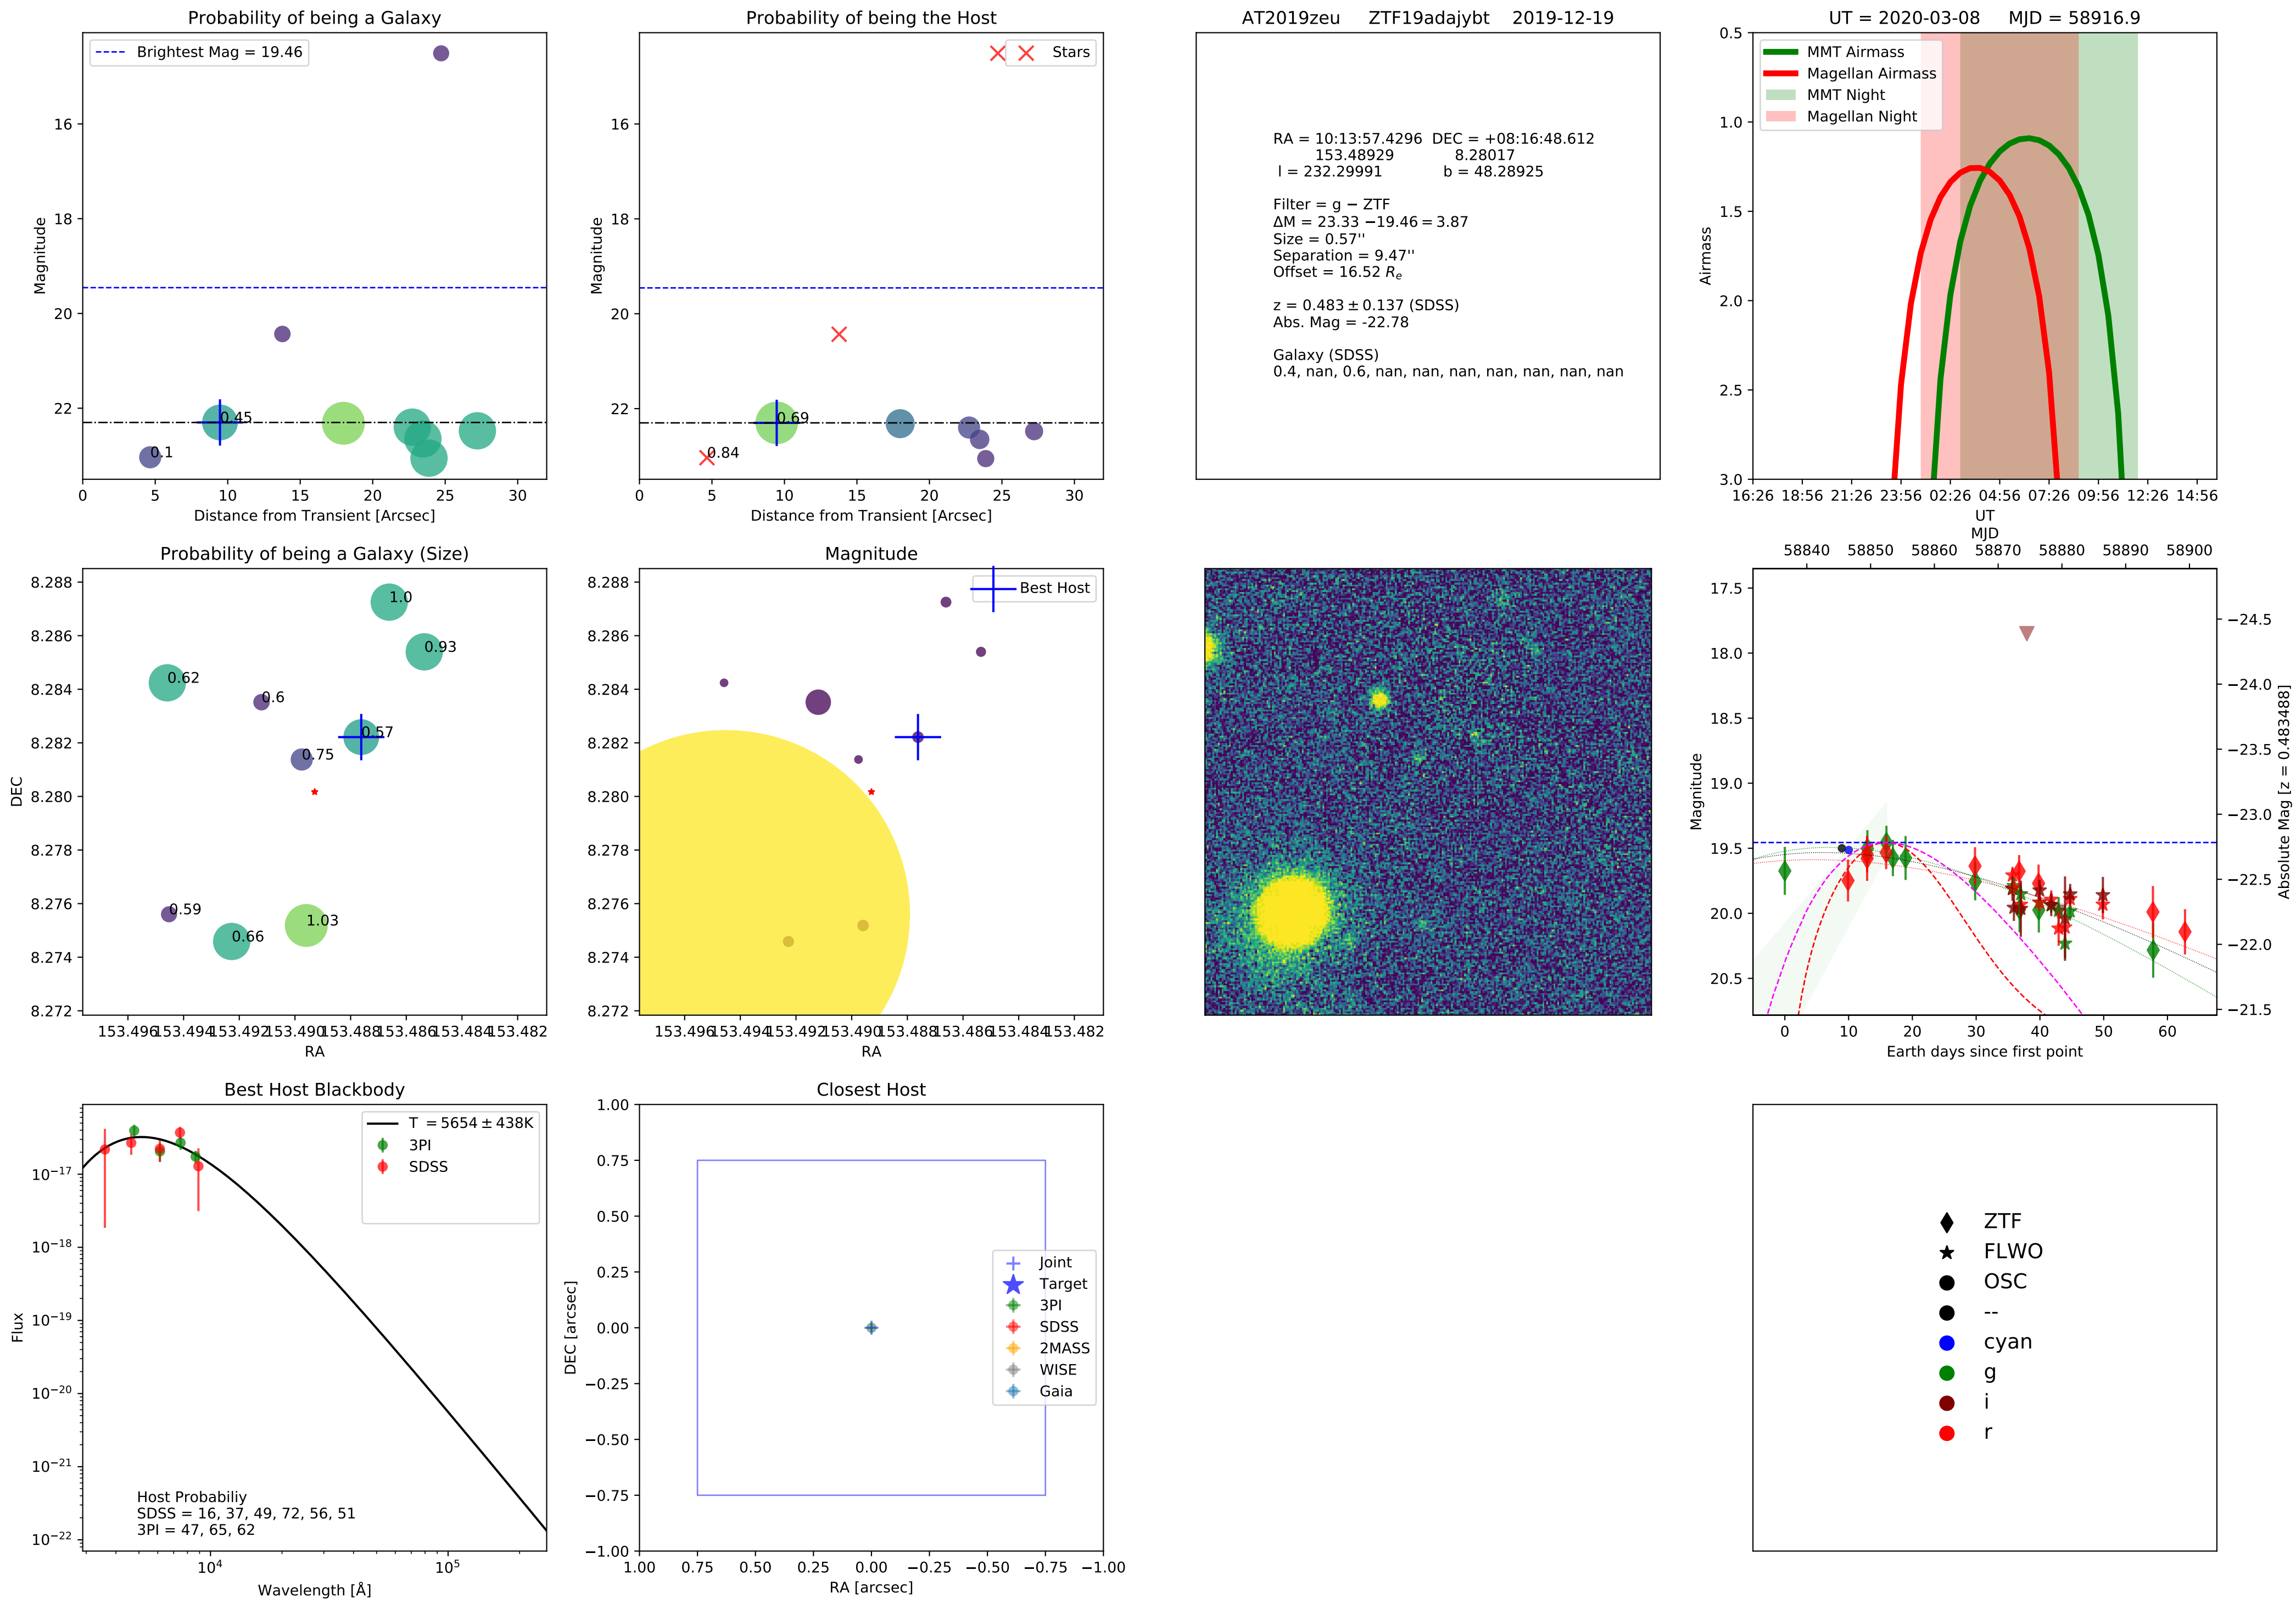 Probability of being a Galaxy
Brightest Mag = 19.46
Magnitude
16
18
20
22
0.1
0.45
0 5 10 15 20 25 30
Distance from Transient [Arcsec]
Probability of being the Host
Stars
Magnitude
16
18
20
22
0.84
0.69
0 5 10 15 20 25 30
Distance from Transient [Arcsec]
AT2019zeu ZTF19adajybt 2019-12-19
RA = 10:13:57.4296 DEC = +08:16:48.612
153.48929 8.28017
l = 232.29991 b = 48.28925
Filter = g − ZTF
ΔM = 23.33 −19.46 = 3.87
Size = 0.57''
Separation = 9.47''
Offset = 16.52 Re
z = 0.483 ± 0.137 (SDSS)
Abs. Mag = -22.78
Galaxy (SDSS)
0.4, nan, 0.6, nan, nan, nan, nan, nan, nan, nan
UT = 2020-03-08 MJD = 58916.9
MMT Airmass
Magellan Airmass
MMT Night
Magellan Night
Airmass
0.5
1.0
1.5
2.0
2.5
3.0
16:26 18:56 21:26 23:56 02:26 04:56 07:26 09:56 12:26 14:56
UT
Probability of being a Galaxy (Size)
DEC
8.288
8.286
8.284
8.282
8.280
8.278
8.276
8.274
8.272
1.0
0.93
0.62
0.6
0.57
0.75
0.59
0.66
1.03
153.496 153.494 153.492 153.490 153.488 153.486 153.484 153.482
RA
Magnitude
Best Host
8.288
8.286
8.284
8.282
8.280
8.278
8.276
8.274
8.272
153.496 153.494 153.492 153.490 153.488 153.486 153.484 153.482
RA
MJD
58840 58850 58860 58870 58880 58890 58900
Magnitude
17.5
18.0
18.5
19.0
19.5
20.0
20.5
−24.5
−24.0
−23.5
−23.0
−22.5
−22.0
−21.5
Absolute Mag [z = 0.483488]
0 10 20 30 40 50 60
Earth days since first point
Best Host Blackbody
T = 5654 ± 438K
3PI
SDSS
Flux
10−17
10−18
10−19
10−20
10−21
10−22
Host Probabiliy
SDSS = 16, 37, 49, 72, 56, 51
3PI = 47, 65, 62
104 105
Wavelength [Å]
Closest Host
DEC [arcsec]
1.00
0.75
0.50
0.25
0.00
−0.25
−0.50
−0.75
−1.00
Joint
Target
3PI
SDSS
2MASS
WISE
Gaia
1.00 0.75 0.50 0.25 0.00 −0.25 −0.50 −0.75 −1.00
RA [arcsec]
ZTF
FLWO
OSC
--
cyan
g
i
r